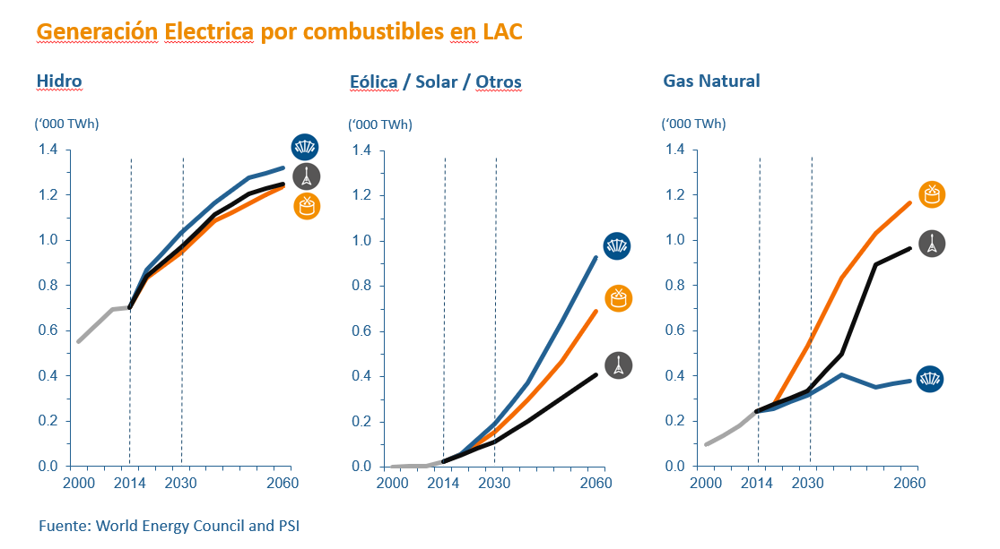 Generación Electrica por combustibles en LAC
Hidro
('000 TWh)
1.4
1.2
1.0
0.8
0.6
0.4
0.2
0.0
2000 2014 2030 2060
Eólica / Solar / Otros
('000 TWh)
1.4
1.2
1.0
0.8
0.6
0.4
0.2
0.0
2000 2014 2030 2060
Gas Natural
('000 TWh)
1.4
1.2
1.0
0.8
0.6
0.4
0.2
0.0
2000 2014 2030 2060
Fuente: World Energy Council and PSI